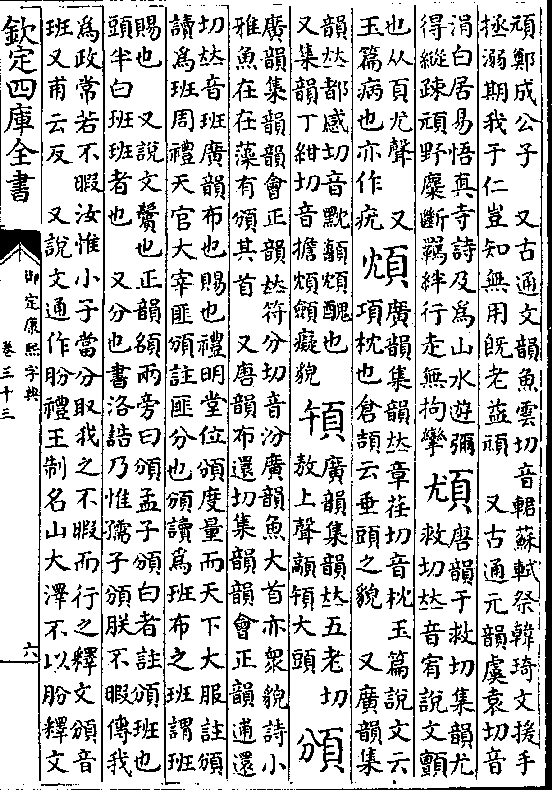 頑鄭成公子　又古通文韻魚雲切音輑蘇軾祭韓琦文援手
拯溺期我于仁豈知無用既老益頑　又古通元韻虞袁切音
涓白居易悟真寺詩及為山水遊彌
得縱疎頑野麋斷羈絆行走無拘攣
𩑣
唐韻于救切集韻尤
救切𠀤音宥說文顫
也从頁尤聲　又
玉篇病也亦作疣
䪴
廣韻集韻𠀤章荏切音枕玉篇說文云
項枕也倉頡云垂頭之貌　又廣韻集
韻𠀤都感切音黕顲䪴醜也
又集韻丁紺切音擔䪴顩癡貌
廣韻集韻𠀤五老切
敖上聲大頭
頒
廣韻集韻韻會正韻𠀤符分切音汾廣韻魚大首亦衆貌詩小
雅魚在在藻有頒其首　又唐韻布還切集韻韻會正韻逋還
切𠀤音班廣韻布也賜也禮明堂位頒度量而天下大服註頒
讀爲班周禮天官大宰匪頒註匪分也頒讀爲班布之班謂班
賜也　又說文鬢也正韻頟兩旁曰頒孟子頒白者註頒班也
頭半白班班者也　又分也書洛誥乃惟孺子頒朕不暇傳我
為政常若不暇汝惟小子當分取我之不暇而行之釋文頒音
班又甫云反　又說文通作朌禮王制名山大澤不以朌釋文
欽定四庫全書
御定康熙字典
卷三十三
六